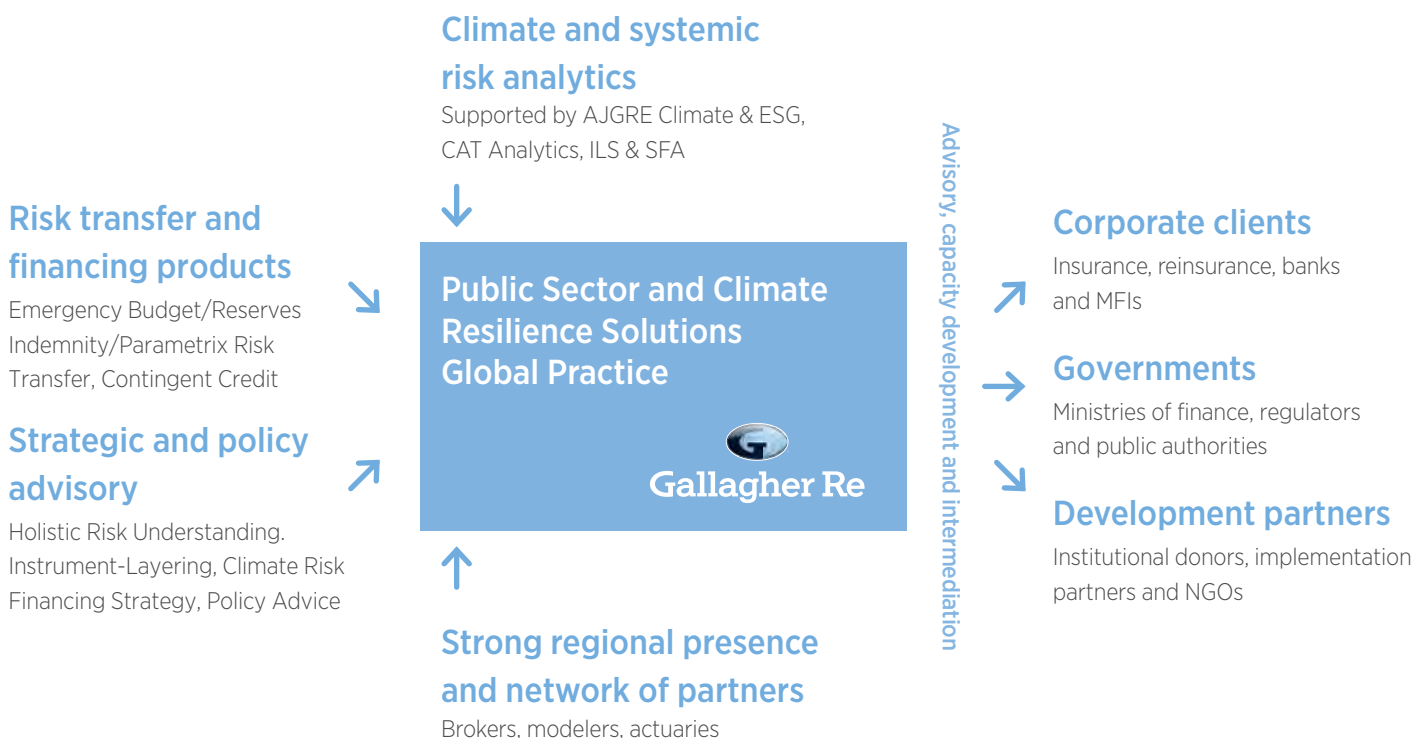 Climate and systemic
risk analytics
Supported by AJGRE Climate & ESG,
CAT Analytics, ILS & SFA
Risk transfer and
financing products
Emergency Budget/Reserves
Indemnity/Parametrix Risk
Transfer, Contingent Credit
Strategic and policy
advisory
Holistic Risk Understanding.
Instrument-Layering, Climate Risk
Financing Strategy, Policy Advice
Public Sector and Climate
Resilience Solutions
Global Practice
G
Gallagher Re
Strong regional presence
and network of partners
Brokers, modelers, actuaries
Advisory, capacity development and intermediation
Corporate clients
Insurance, reinsurance, banks
and MFIs
Governments
Ministries of finance, regulators
and public authorities
Development partners
Institutional donors, implementation
partners and NGOs